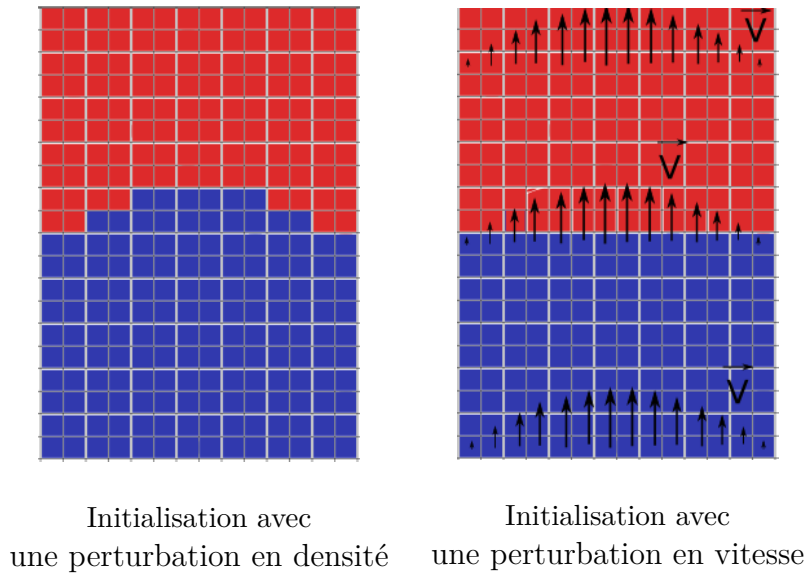 V
V
V
Initialisation avec
une perturbation en densité
Initialisation avec
une perturbation en vitesse